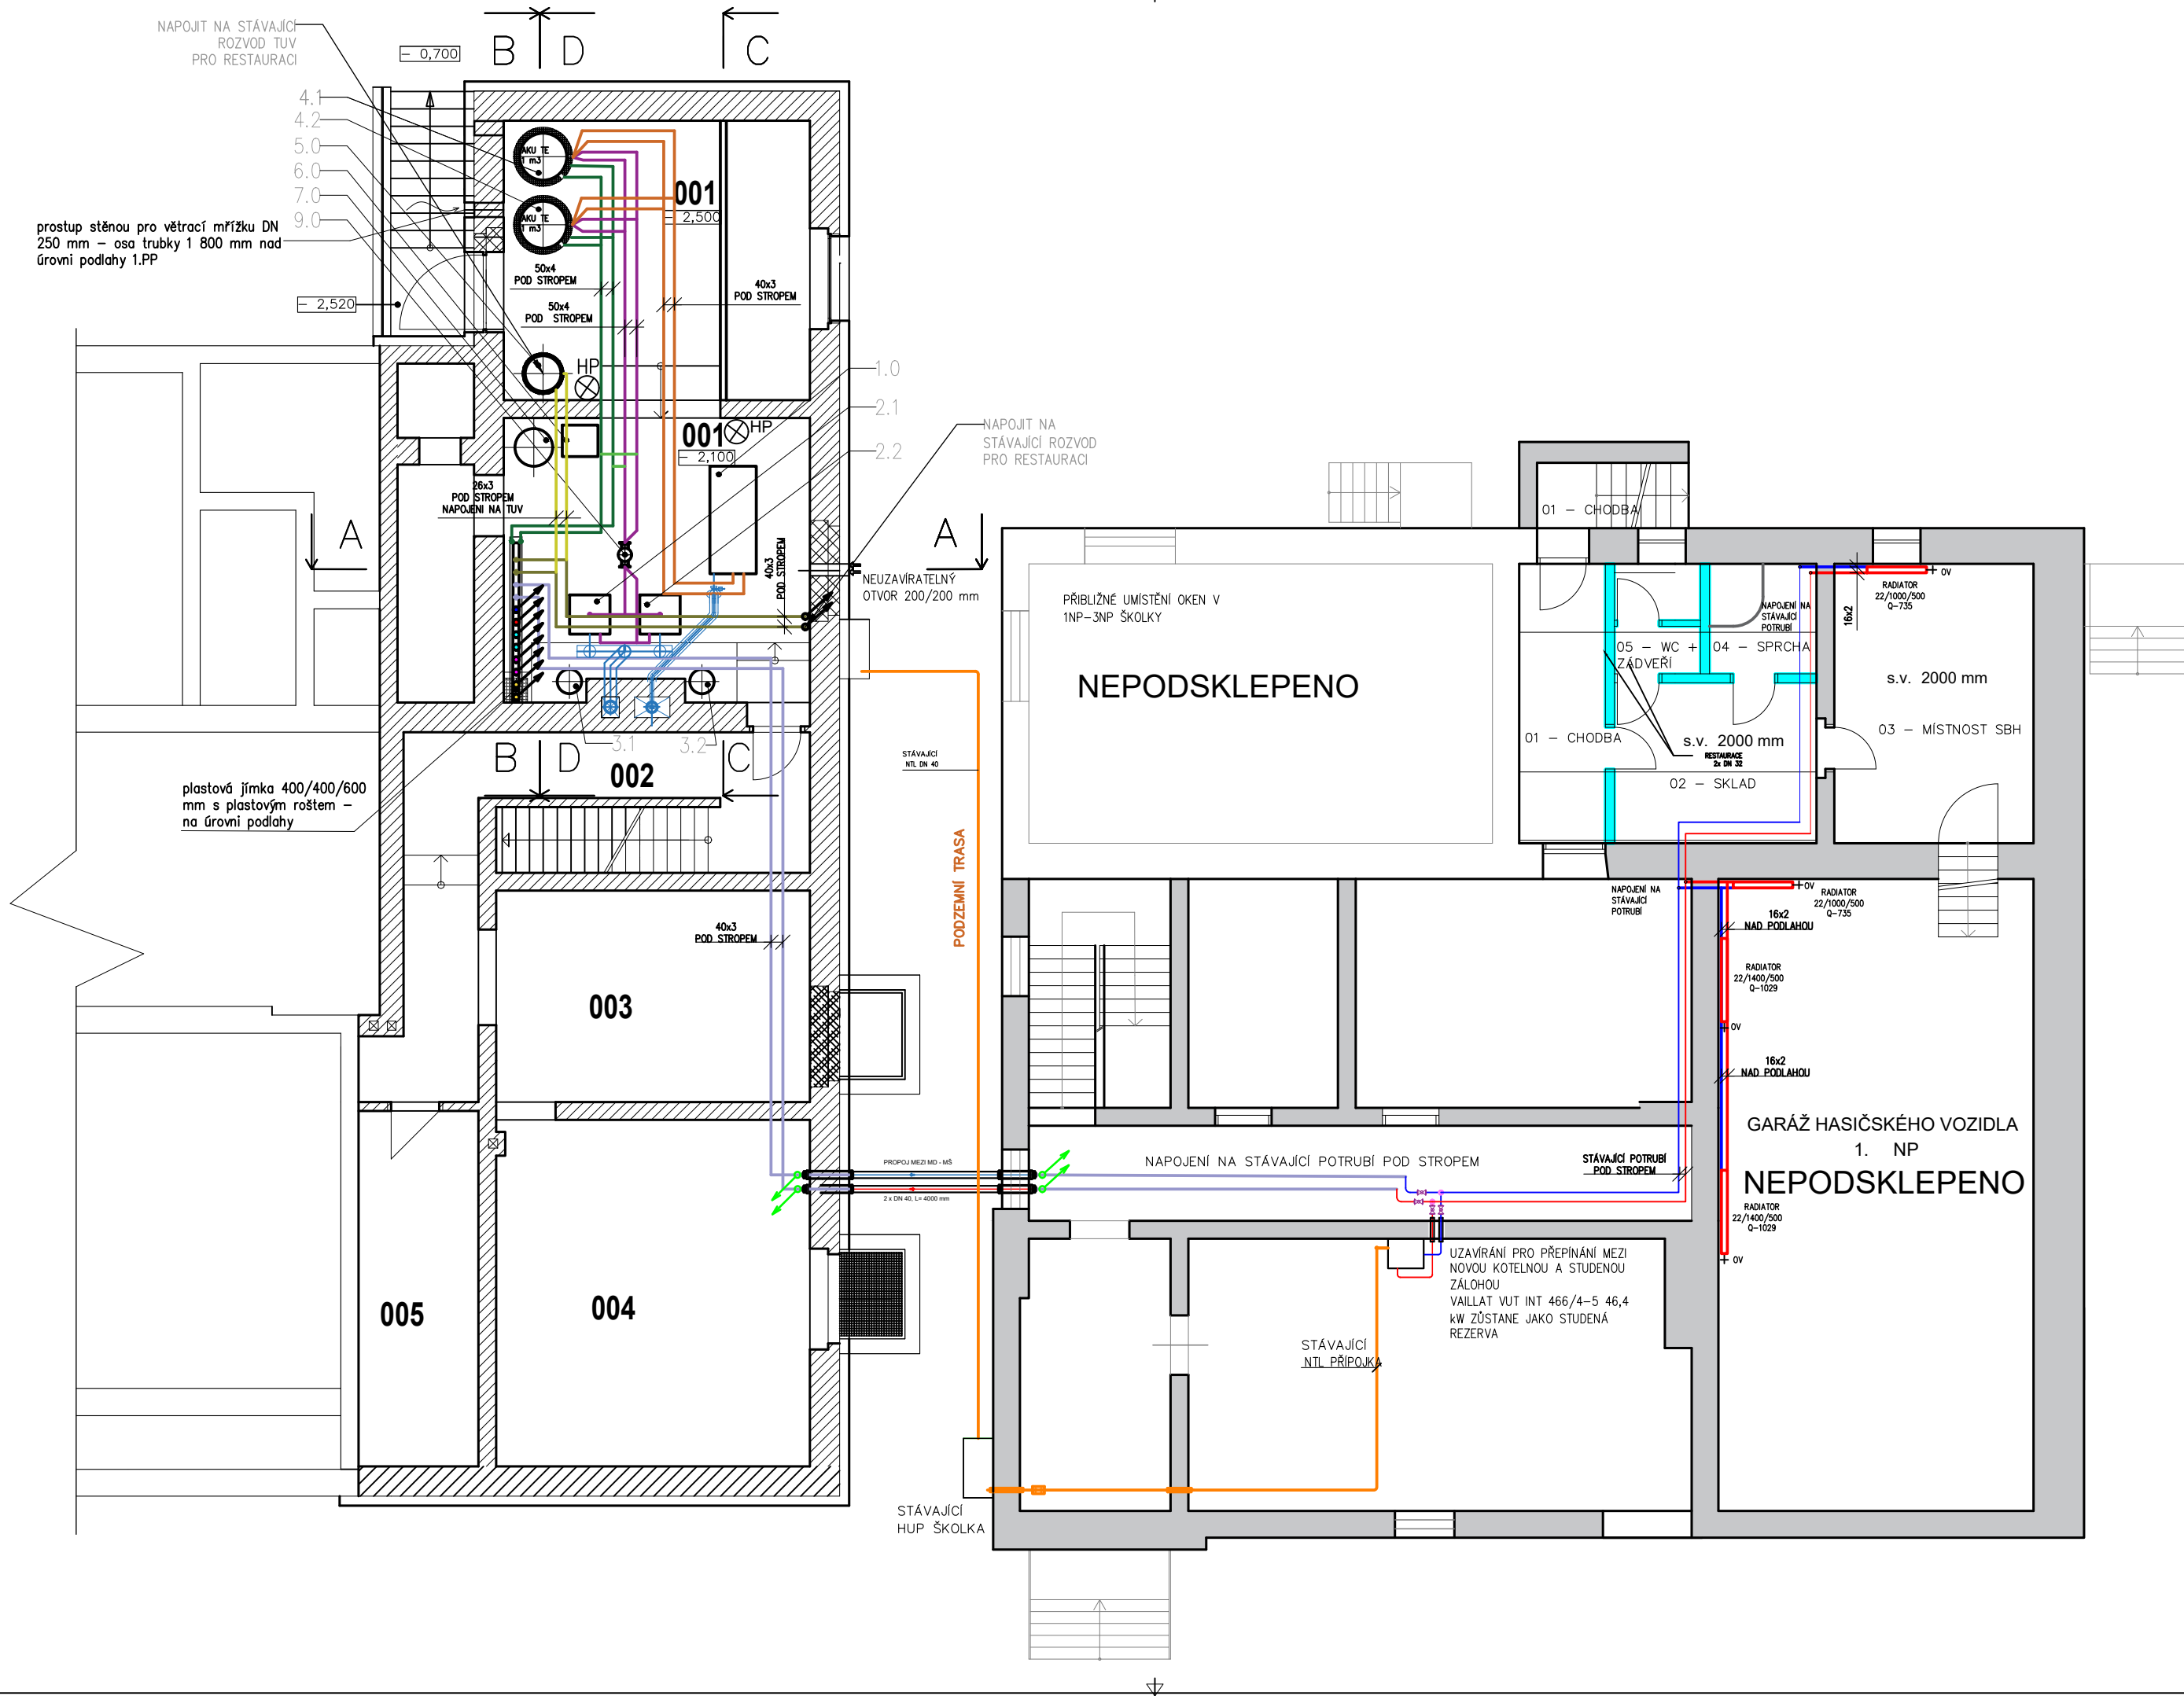 NAPOJIT NA STÁVAJÍCÍ
ROZVOD TUV
PRO RESTAURACI
- 0,700
B
D
C
4.1
4.2
5.0
6.0
7.0
9.0
prostup stěnou pro větrací mřížku DN
250 mm – osa trubky 1 800 mm nad
úrovni podlahy 1.PP
- 2,520
AKU TE
1 m3
AKU TE
1 m3
001
- 2,500
50x4
POD STROPEM
50x4
POD STROPEM
40x3
POD STROPEM
HP
1.0
2.1
2.2
NAPOJIT NA
STÁVAJÍCÍ ROZVOD
PRO RESTAURACI
001
HP
- 2,100
26x3
POD STROPEM
NAPOJENI NA TUV
A
A
40x3
POD STROPEM
NEUZAVÍRATELNÝ
OTVOR 200/200 mm
3.1
3.2
B
D
C
002
plastová jímka 400/400/600
mm s plastovým roštem –
na úrovni podlahy
STÁVAJÍCÍ
NTL DN 40
PODZEMNÍ TRASA
40x3
POD STROPEM
003
004
005
PROPOJ MEZI MD - MŠ
2 x DN 40, L= 4000 mm
STÁVAJÍCÍ
HUP ŠKOLKA
PŘIBLIŽNÉ UMÍSTĚNÍ OKEN V
1NP–3NP ŠKOLKY
NEPODSKLEPENO
01 – CHODBA
05 – WC +
ZÁDVEŘÍ
04 – SPRCHA
NAPOJENÍ NA
STÁVAJÍCÍ
POTRUBÍ
16x2
OV
RADIATOR
22/1000/500
Q-735
s.v. 2000 mm
03 – MÍSTNOST SBH
01 – CHODBA
s.v. 2000 mm
RESTAURACE
2x DN 32
02 – SKLAD
NAPOJENÍ NA
STÁVAJÍCÍ
POTRUBÍ
OV
RADIATOR
22/1000/500
Q-735
16x2
NAD PODLAHOU
RADIATOR
22/1400/500
Q-1029
OV
16x2
NAD PODLAHOU
GARÁŽ HASIČSKÉHO VOZIDLA
1. NP
NEPODSKLEPENO
RADIATOR
22/1400/500
Q-1029
OV
NAPOJENÍ NA STÁVAJÍCÍ POTRUBÍ POD STROPEM
STÁVAJÍCÍ POTRUBÍ
POD STROPEM
UZAVÍRÁNÍ PRO PŘEPÍNÁNÍ MEZI
NOVOU KOTELNOU A STUDENOU
ZÁLOHOU
VAILLAT VUT INT 466/4–5 46,4
kW ZŮSTANE JAKO STUDENÁ
REZERVA
STÁVAJÍCÍ
NTL PŘÍPOJKA